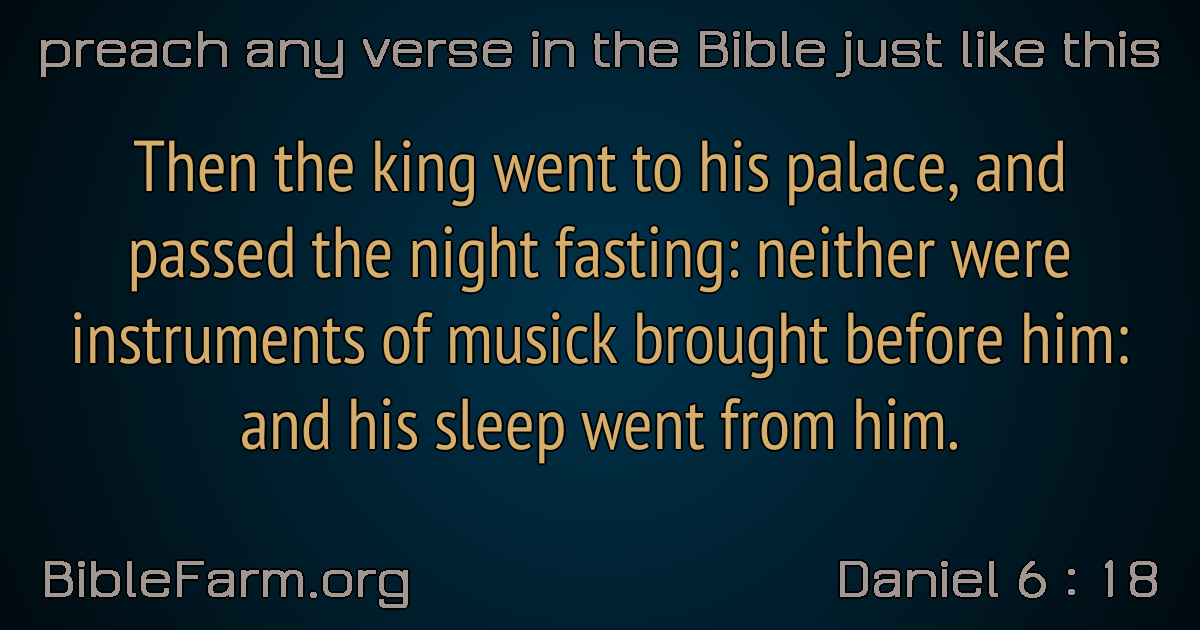 preach any verse in the Bible just like this
Then the king went to his palace, and
passed the night fasting: neither were
instruments of musick brought before him:
and his sleep went from him.
BibleFarm.org
Daniel 6 : 18